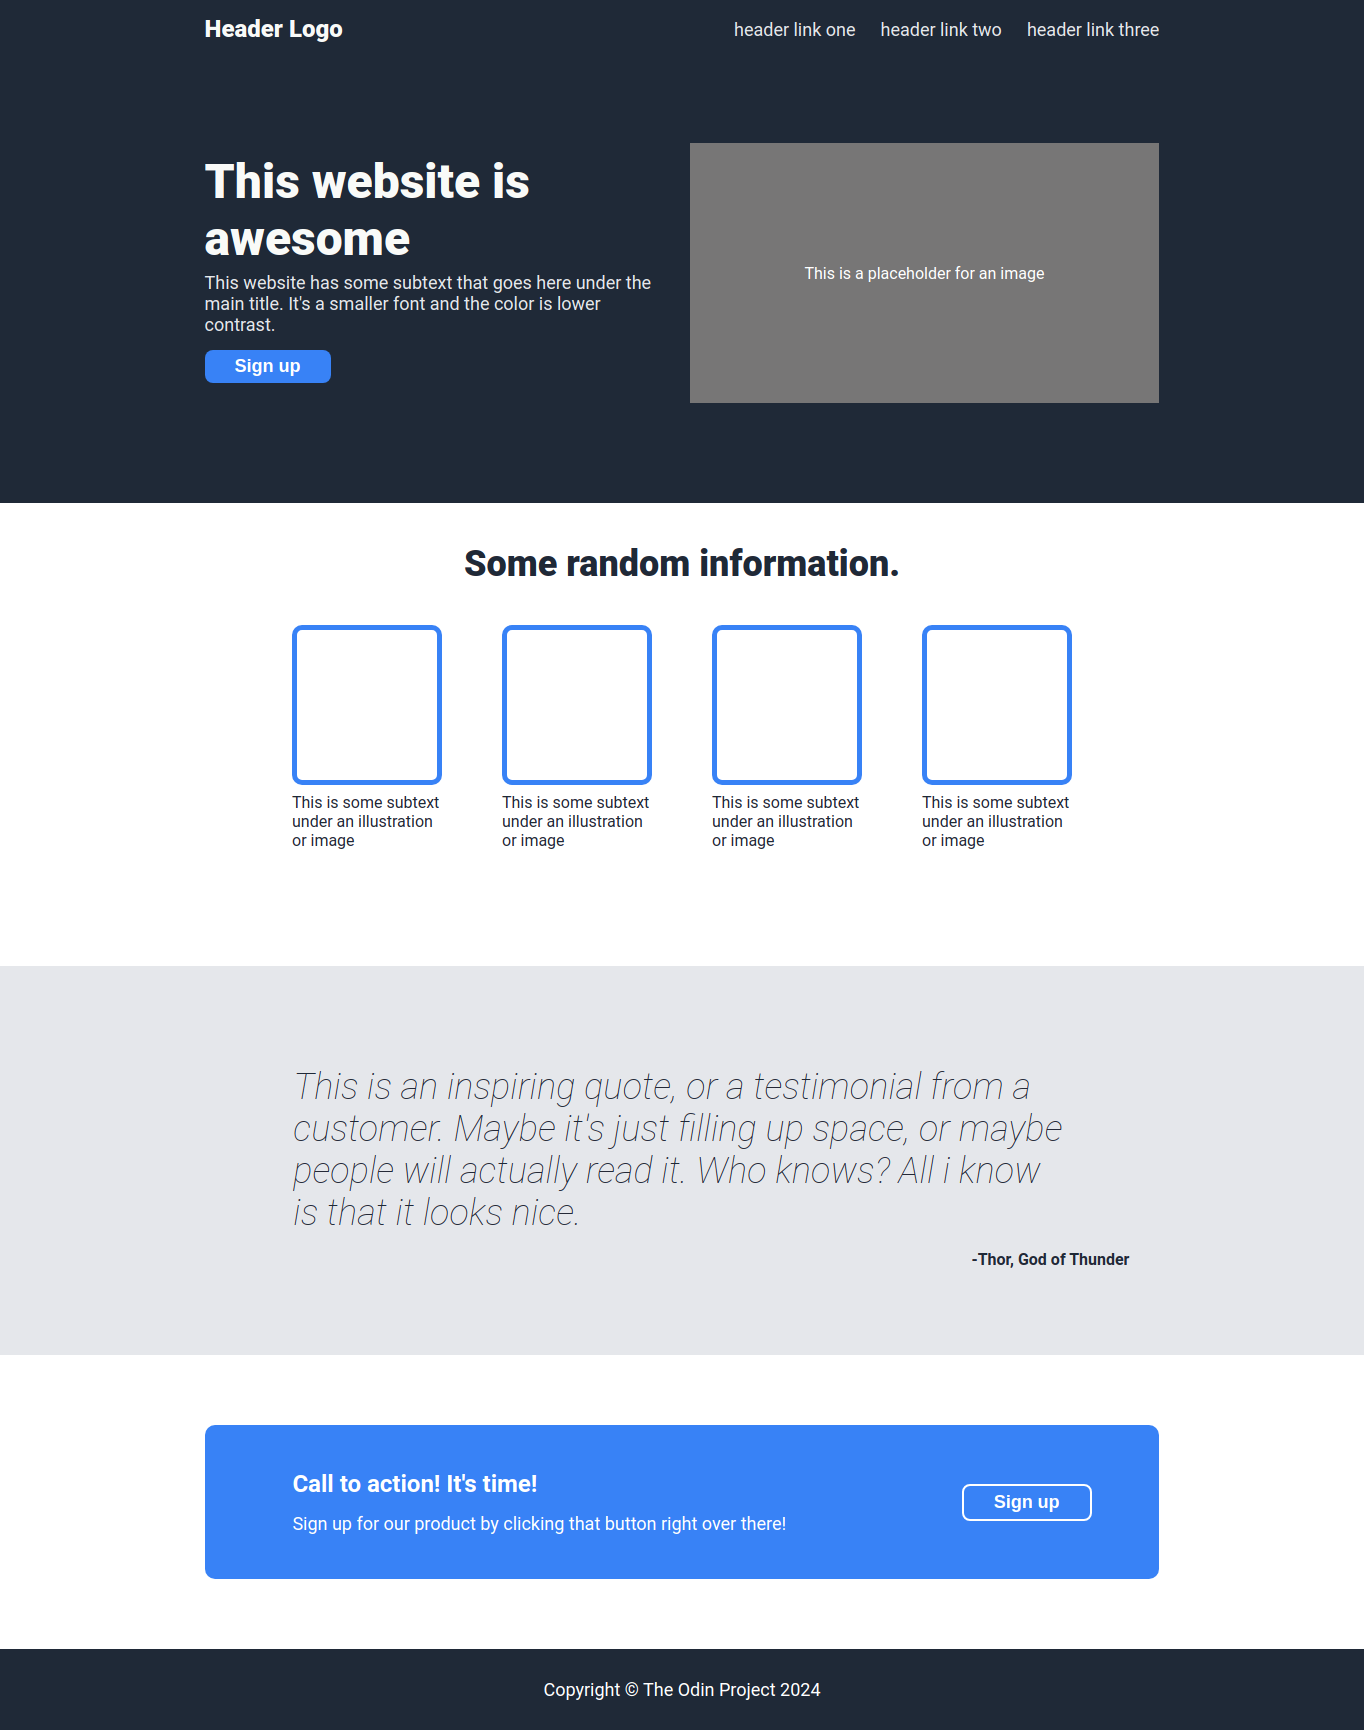 Header Logo
header link one
header link two
header link three
This website is
awesome
This website has some subtext that goes here under the
main title. It's a smaller font and the color is lower
contrast.
Sign up
This is a placeholder for an image
Some random information.
This is some subtext
under an illustration
or image
This is some subtext
under an illustration
or image
This is some subtext
under an illustration
or image
This is some subtext
under an illustration
or image
This is an inspiring quote, or a testimonial from a
customer. Maybe it's just filling up space, or maybe
people will actually read it. Who knows? All i know
is that it looks nice.
-Thor, God of Thunder
Call to action! It's time!
Sign up for our product by clicking that button right over there!
Sign up
Copyright © The Odin Project 2024